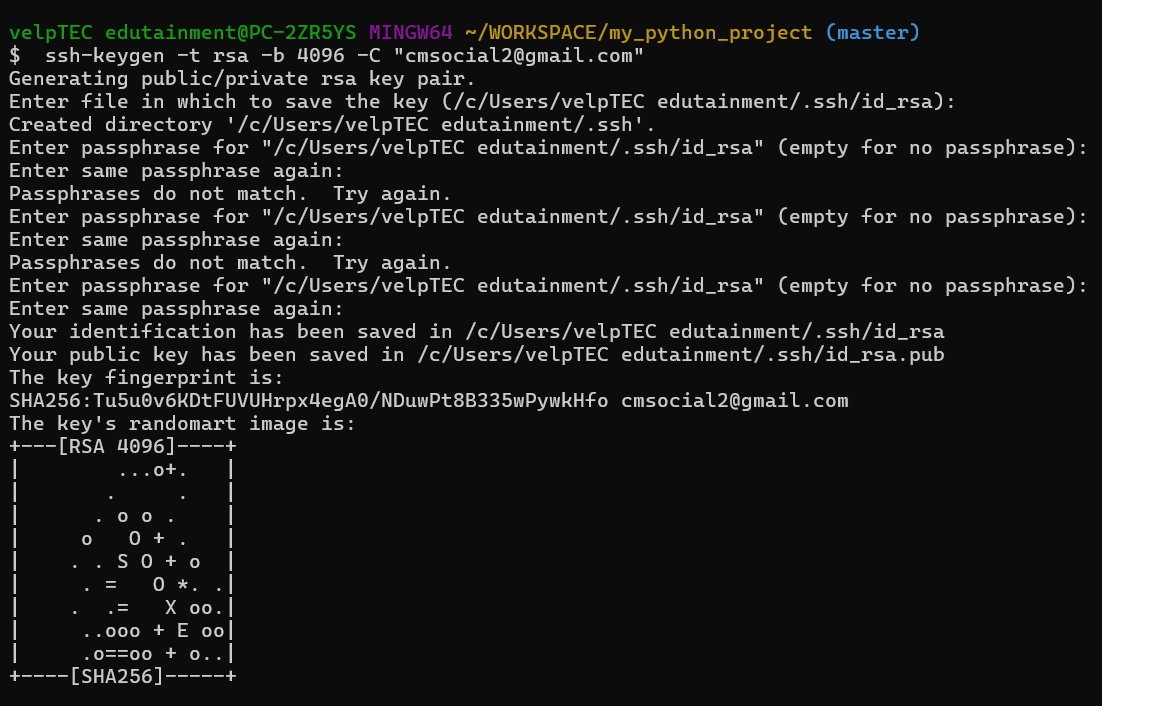 velpTEC edutainment@PC-2ZR5YS MINGW64 ~/WORKSPACE/my_python_project (master)
$  ssh-keygen -t rsa -b 4096 -C "cmsocial2@gmail.com"
Generating public/private rsa key pair.
Enter file in which to save the key (/c/Users/velpTEC edutainment/.ssh/id_rsa):
Created directory '/c/Users/velpTEC edutainment/.ssh'.
Enter passphrase for "/c/Users/velpTEC edutainment/.ssh/id_rsa" (empty for no passphrase):
Enter same passphrase again:
Passphrases do not match.  Try again.
Enter passphrase for "/c/Users/velpTEC edutainment/.ssh/id_rsa" (empty for no passphrase):
Enter same passphrase again:
Passphrases do not match.  Try again.
Enter passphrase for "/c/Users/velpTEC edutainment/.ssh/id_rsa" (empty for no passphrase):
Enter same passphrase again:
Your identification has been saved in /c/Users/velpTEC edutainment/.ssh/id_rsa
Your public key has been saved in /c/Users/velpTEC edutainment/.ssh/id_rsa.pub
The key fingerprint is:
SHA256:Tu5u0v6KDtFUVUHrpx4egA0/NDuwPt8B335wPywkHfo cmsocial2@gmail.com
The key's randomart image is:
+---[RSA 4096]----+
|        ...o+.   |
|       .     .   |
|      . o o .    |
|     o   O + .   |
|    . . S O + o  |
|     . =   O *. .|
|    .  .=   X oo.|
|     ..ooo + E oo|
|     .o==oo + o..|
+----[SHA256]-----+